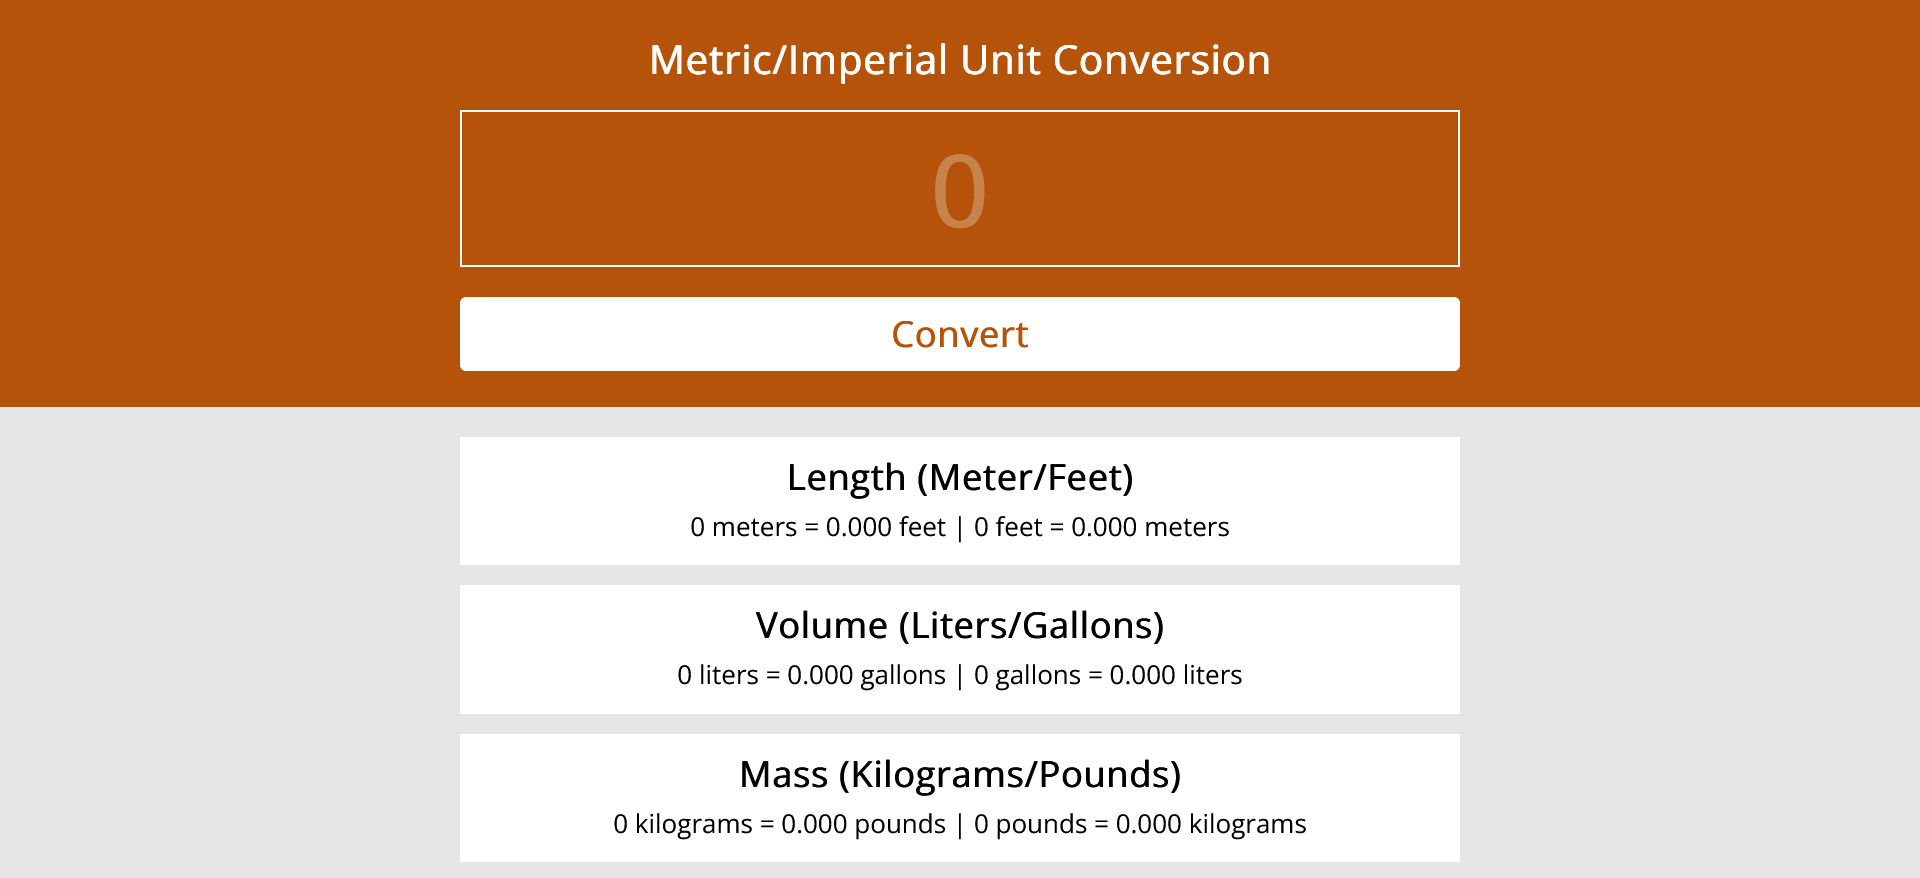 Metric/Imperial Unit Conversion
0
Convert
Length (Meter/Feet)
0 meters = 0.000 feet | 0 feet = 0.000 meters
Volume (Liters/Gallons)
0 liters = 0.000 gallons | 0 gallons = 0.000 liters
Mass (Kilograms/Pounds)
0 kilograms = 0.000 pounds | 0 pounds = 0.000 kilograms